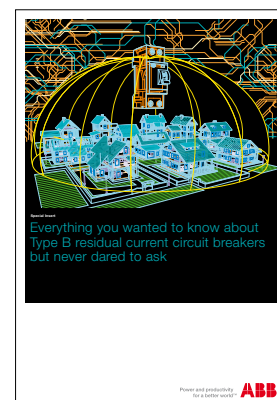 Special Insert
Everything you wanted to know about
Type B residual current circuit breakers
but never dared to ask
Power and productivity
for a better world™
ABB